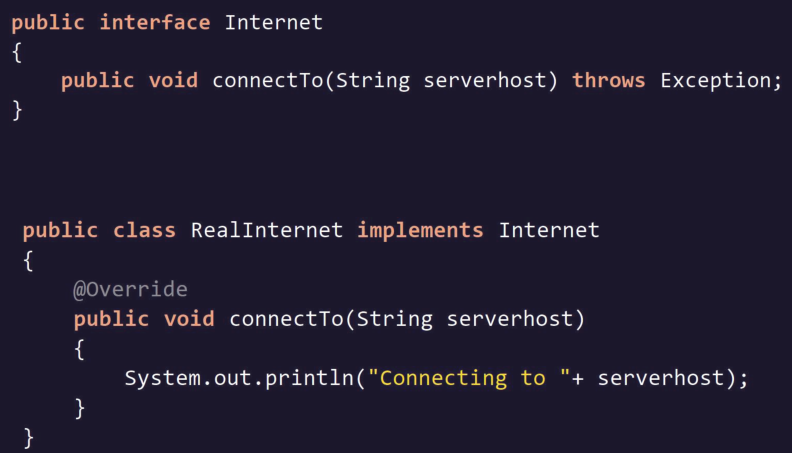 public interface Internet
{
    public void connectTo(String serverhost) throws Exception;
}
public class RealInternet implements Internet
{
    @Override
    public void connectTo(String serverhost)
    {
        System.out.println("Connecting to "+ serverhost);
    }
}